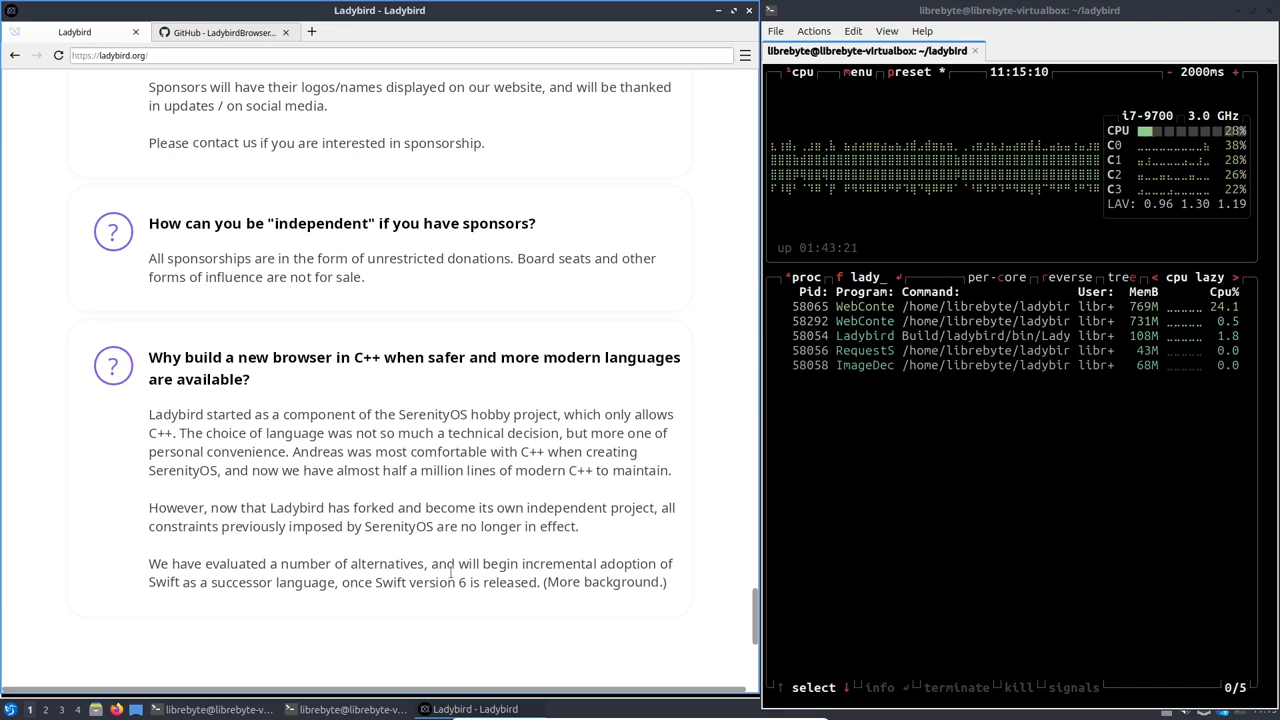 Ladybird - Ladybird
Ladybird ×
GitHub - LadybirdBrowser... ×
https://ladybird.org/
Sponsors will have their logos/names displayed on our website, and will be thanked
in updates / on social media.
Please contact us if you are interested in sponsorship.
How can you be "independent" if you have sponsors?
?
All sponsorships are in the form of unrestricted donations. Board seats and other
forms of influence are not for sale.
Why build a new browser in C++ when safer and more modern languages
are available?
?
Ladybird started as a component of the SerenityOS hobby project, which only allows
C++. The choice of language was not so much a technical decision, but more one of
personal convenience. Andreas was most comfortable with C++ when creating
SerenityOS, and now we have almost half a million lines of modern C++ to maintain.
However, now that Ladybird has forked and become its own independent project, all
constraints previously imposed by SerenityOS are no longer in effect.
We have evaluated a number of alternatives, and will begin incremental adoption of
Swift as a successor language, once Swift version 6 is released. (More background.)
librebyte@librebyte-virtualbox: ~/ladybird
File Actions Edit View Help
librebyte@librebyte-virtualbox: ~/ladybird ×
¹cpu menu preset * 11:15:10 - 2000ms +
i7-9700 3.0 GHz
CPU 28%
C0 38%
C1 28%
C2 26%
C3 22%
LAV: 0.96 1.30 1.19
up 01:43:21
⁴proc f lady_ ↲ per-core reverse tree < cpu lazy >
Pid: Program: Command: User: MemB Cpu%
58065 WebConte /home/librebyte/ladybir libr+ 769M 24.1
58292 WebConte /home/librebyte/ladybir libr+ 731M 0.5
58054 Ladybird Build/ladybird/bin/Lady libr+ 108M 1.8
58056 RequestS /home/librebyte/ladybir libr+ 43M 0.0
58058 ImageDec /home/librebyte/ladybir libr+ 68M 0.0
↑ select ↓ info ↲ terminate kill signals 0/5
1 2 3 4 librebyte@librebyte-v... librebyte@librebyte-v... Ladybird - Ladybird